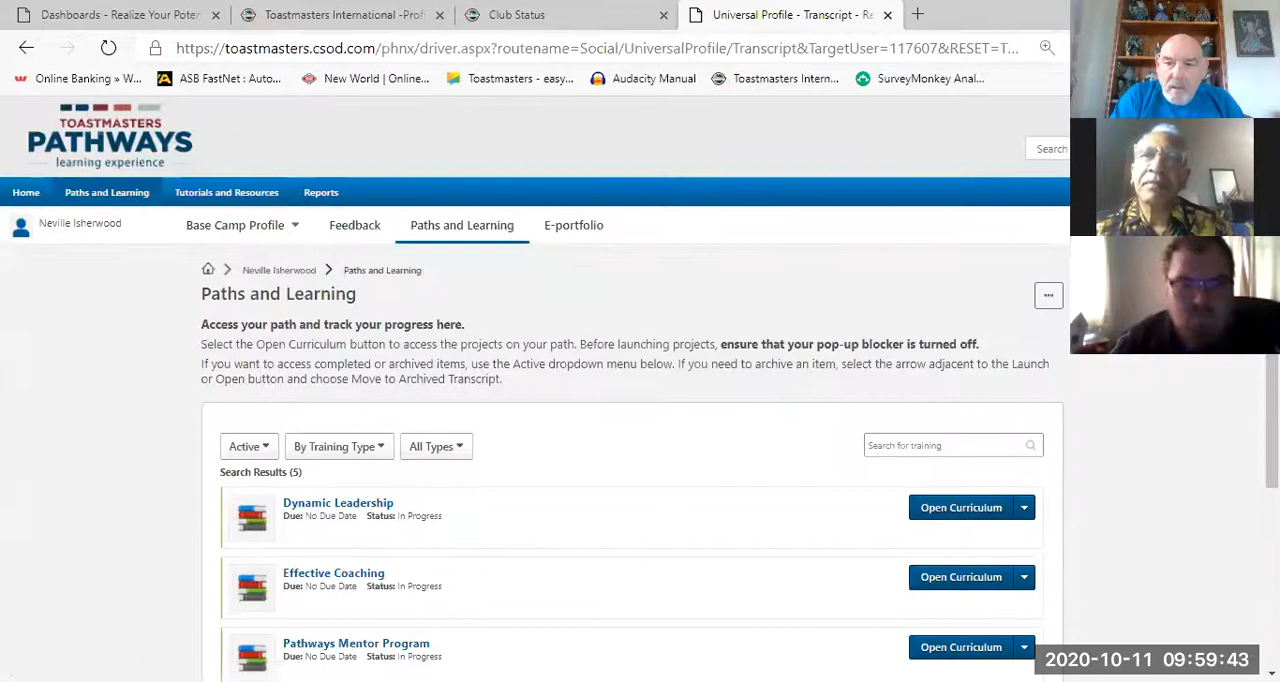 Dashboards - Realize Your Poten
Toastmasters International -Prof
Club Status
Universal Profile - Transcript - Re
https://toastmasters.csod.com/phnx/driver.aspx?routename=Social/UniversalProfile/Transcript&TargetUser=117607&RESET=T...
Online Banking » W...
ASB FastNet : Auto...
New World | Online...
Toastmasters - easy...
Audacity Manual
Toastmasters Intern...
SurveyMonkey Anal...
TOASTMASTERS
PATHWAYS
learning experience
Search
Home
Paths and Learning
Tutorials and Resources
Reports
Neville Isherwood
Base Camp Profile
Feedback
Paths and Learning
E-portfolio
Neville Isherwood
Paths and Learning
Paths and Learning
...
Access your path and track your progress here.
Select the Open Curriculum button to access the projects on your path. Before launching projects, ensure that your pop-up blocker is turned off.
If you want to access completed or archived items, use the Active dropdown menu below. If you need to archive an item, select the arrow adjacent to the Launch
or Open button and choose Move to Archived Transcript.
Active
By Training Type
All Types
Search for training
Search Results (5)
Dynamic Leadership
Due: No Due Date Status: In Progress
Open Curriculum
Effective Coaching
Due: No Due Date Status: In Progress
Open Curriculum
Pathways Mentor Program
Due: No Due Date Status: In Progress
Open Curriculum
2020-10-11 09:59:43